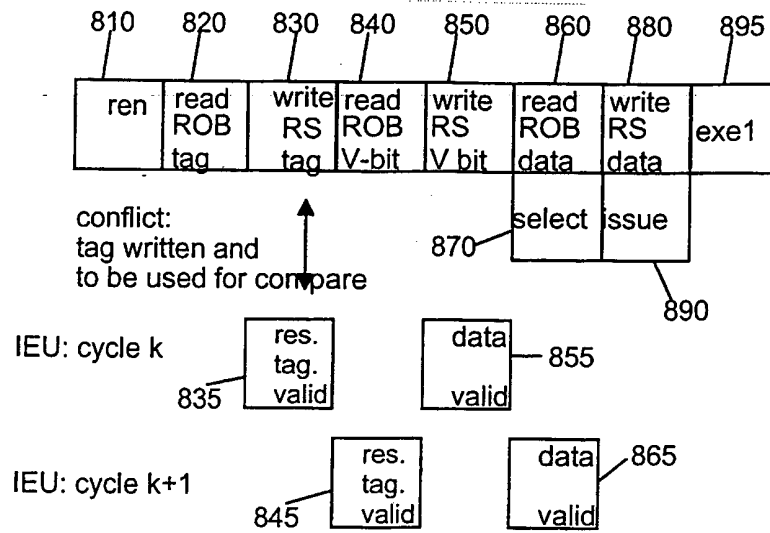 810 820 830 840 850 860 880 895
ren read write read write read write exe1
ROB RS ROB RS ROB RS
tag tag V-bit V bit data data
conflict:
tag written and
to be used for compare
870 select issue
890
IEU: cycle k
res. data
tag.
valid valid
835 855
IEU: cycle k+1
res. data
tag.
valid valid
845 865